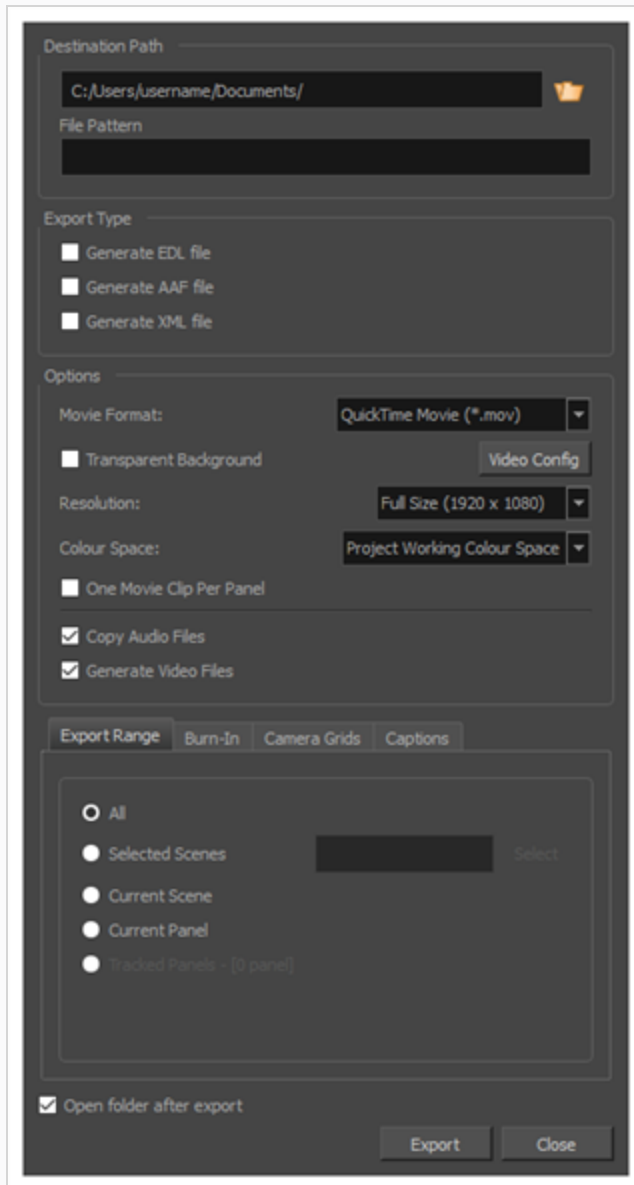 Destination Path
C:/Users/username/Documents/
File Pattern
Export Type
Generate EDL file
Generate AAF file
Generate XML file
Options
Movie Format: QuickTime Movie (*.mov)
Transparent Background Video Config
Resolution: Full Size (1920 x 1080)
Colour Space: Project Working Colour Space
One Movie Clip Per Panel
Copy Audio Files
Generate Video Files
Export Range Burn-In Camera Grids Captions
All
Selected Scenes Select
Current Scene
Current Panel
Tracked Panels - [0 panel]
Open folder after export
Export Close